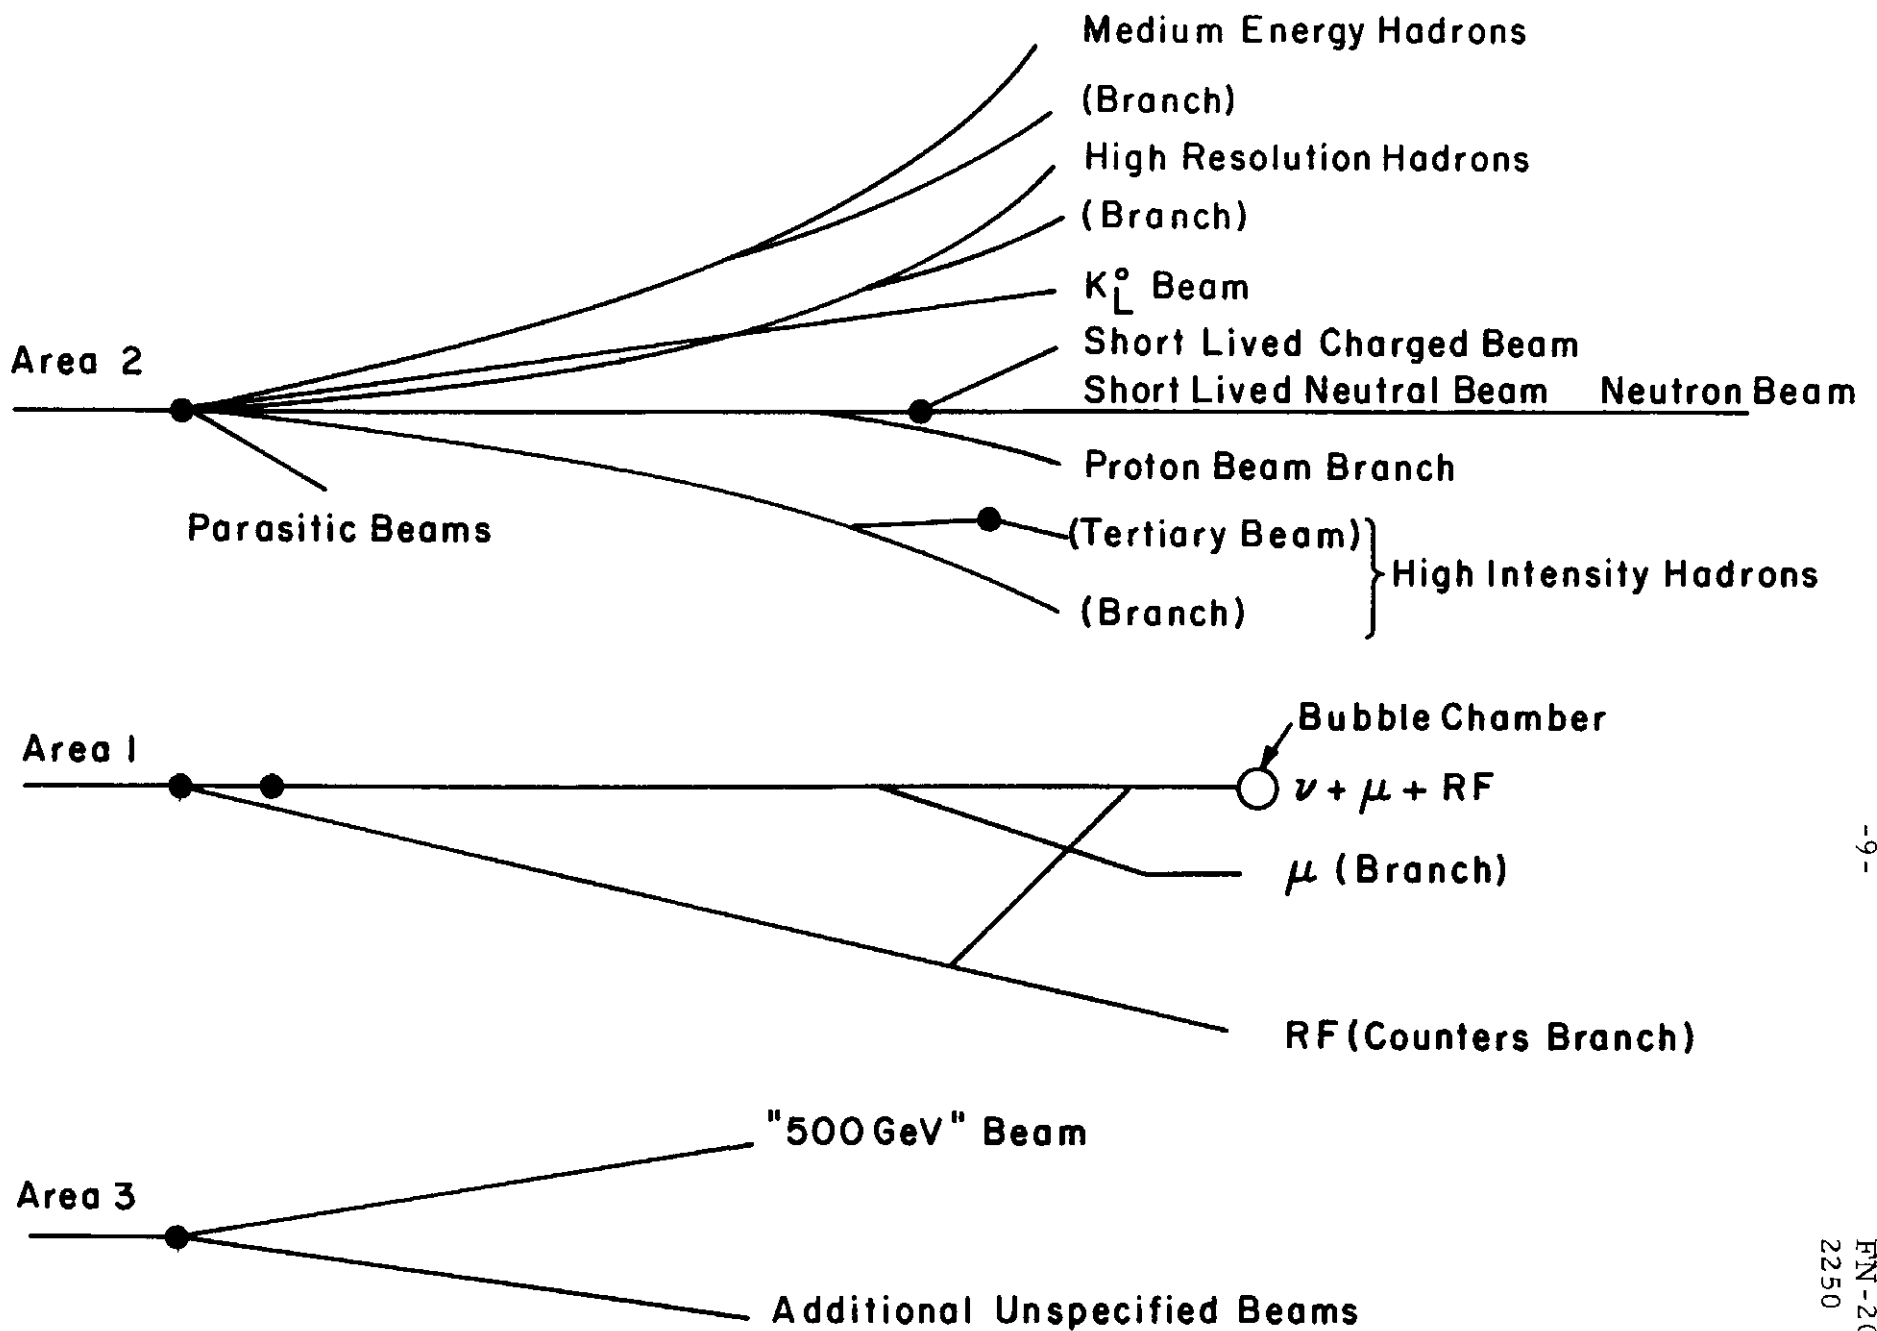 Medium Energy Hadrons
(Branch)
High Resolution Hadrons
(Branch)
K°L Beam
Area 2
Short Lived Charged Beam
Short Lived Neutral Beam Neutron Beam
Proton Beam Branch
Parasitic Beams
(Tertiary Beam)
High Intensity Hadrons
(Branch)
Area 1
Bubble Chamber
ν + μ + RF
μ (Branch)
RF (Counters Branch)
"500 GeV" Beam
Area 3
Additional Unspecified Beams
-9-
2250